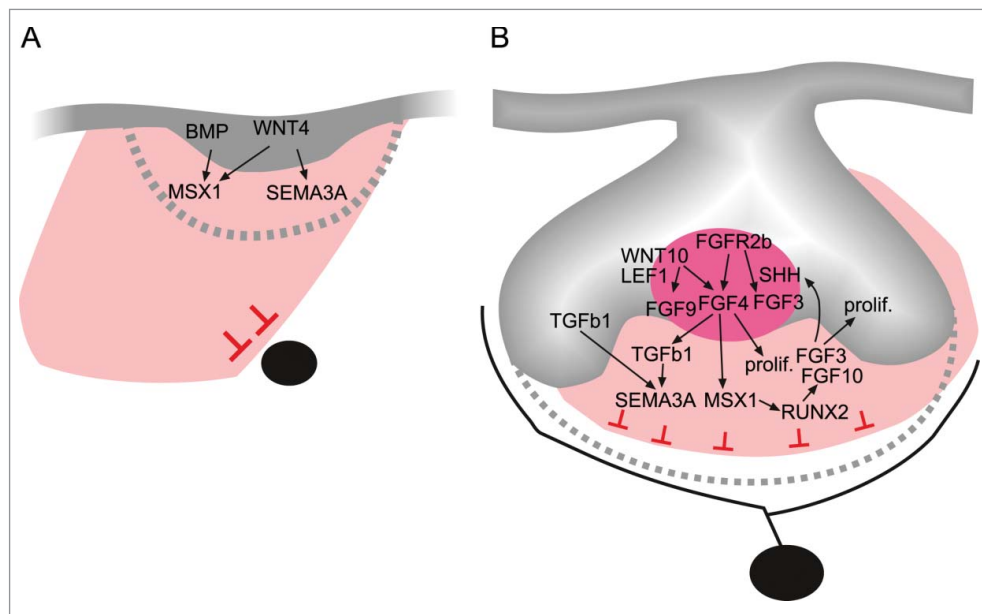 A
BMP WNT4
MSX1 SEMA3A
B
FGFR2b
WNT10
LEF1 SHH
FGF9 FGF4 FGF3
TGFb1 prolif.
TGFb1 prolif. FGF3
FGF10
SEMA3A MSX1 RUNX2